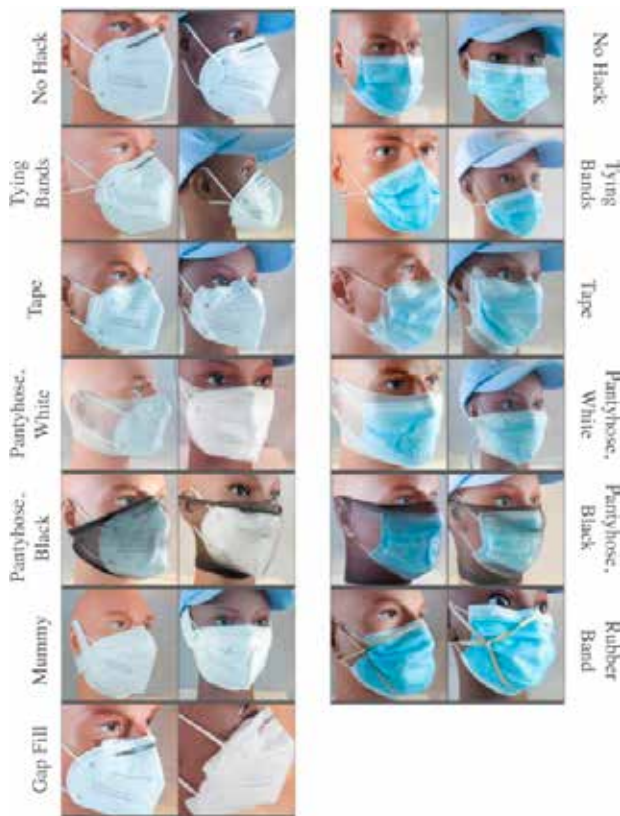 No Hack
Tying
Bands
Tape
Pantyhose,
White
Pantyhose,
Black
Mummy
Gap Fill
No Hack
Tying
Bands
Tape
Pantyhose,
White
Pantyhose,
Black
Rubber
Band